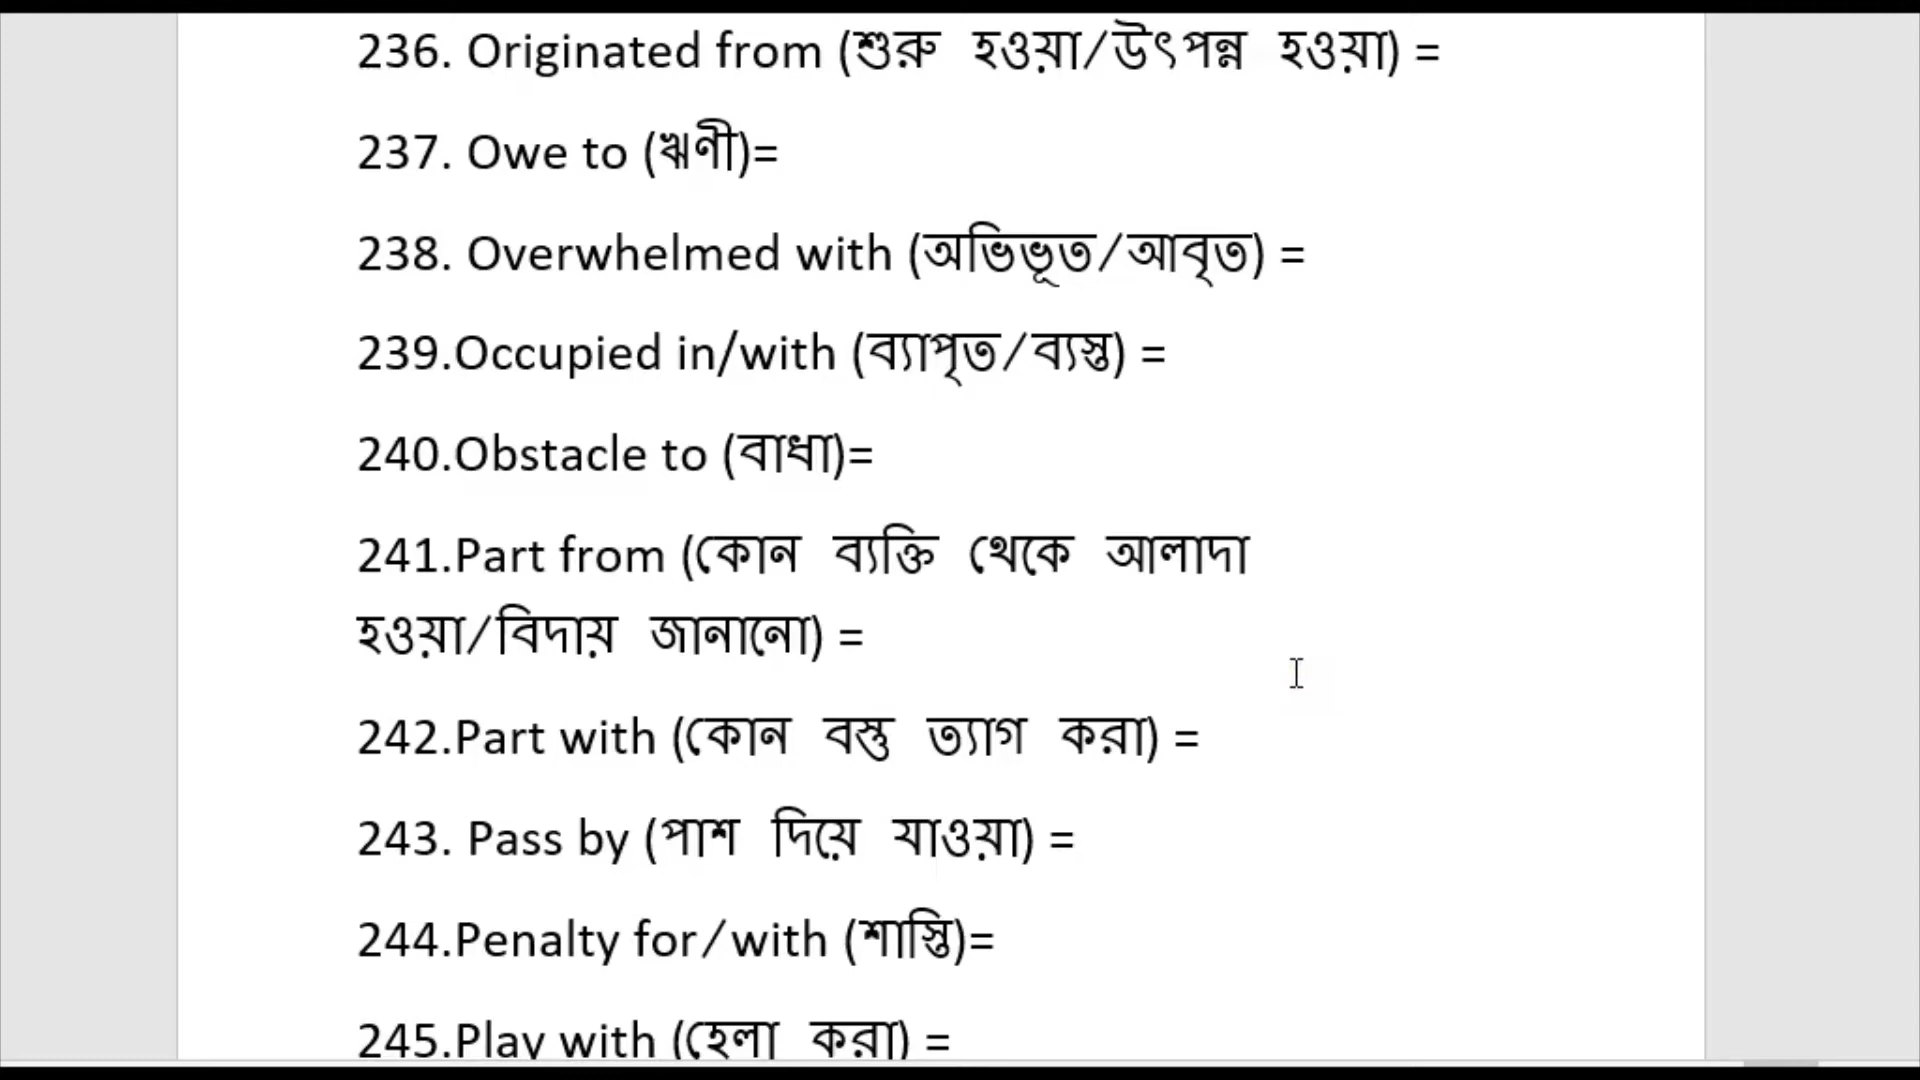 236. Originated from (শুরু হওয়া/উৎপন্ন হওয়া) =
237. Owe to (ঋণী)=
238. Overwhelmed with (অভিভূত/আবৃত) =
239.Occupied in/with (ব্যাপৃত/ব্যস্ত) =
240.Obstacle to (বাধা)=
241.Part from (কোন ব্যক্তি থেকে আলাদা
হওয়া/বিদায় জানানো) =
242.Part with (কোন বস্তু ত্যাগ করা) =
243. Pass by (পাশ দিয়ে যাওয়া) =
244.Penalty for/with (শাস্তি)=
245.Play with (হেলা করা) =